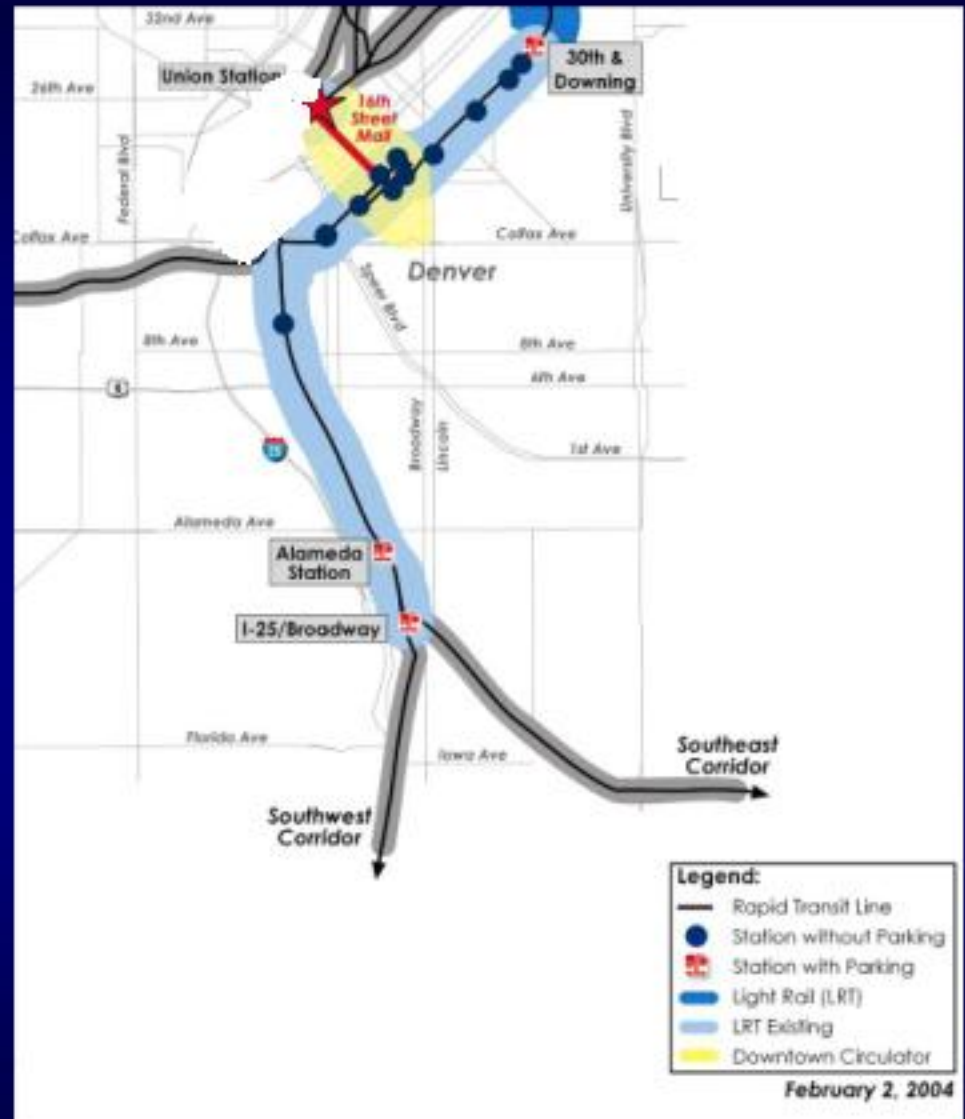 32nd Ave
Union Station
30th &
Downing
26th Ave
16th
Street
Mall
Federal Blvd
University Blvd
Colfax Ave
Colfax Ave
Denver
Speer Blvd
8th Ave
8th Ave
6
6th Ave
Broadway
Lincoln
25
1st Ave
Alameda Ave
Alameda
Station
I-25/Broadway
Florida Ave
Iowa Ave
Southeast
Corridor
Southwest
Corridor
Legend:
Rapid Transit Line
Station without Parking
Station with Parking
Light Rail (LRT)
LRT Existing
Downtown Circulator
February 2, 2004